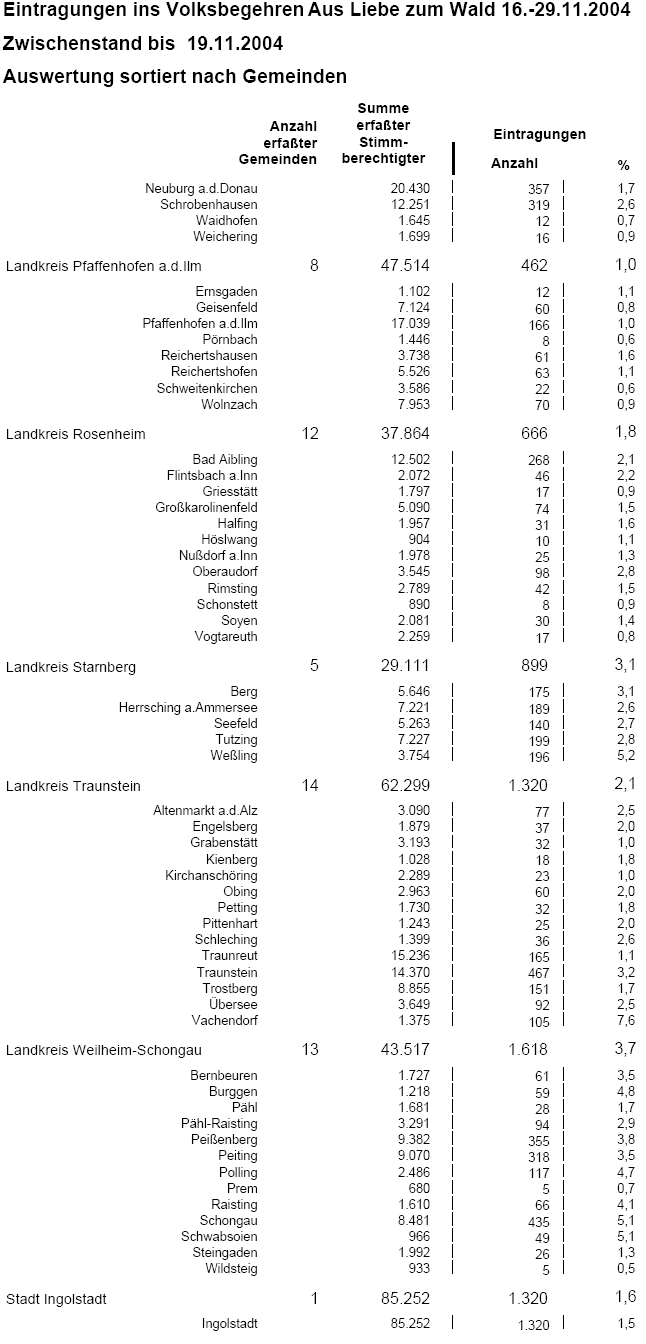 Eintragungen ins Volksbegehren Aus Liebe zum Wald 16.-29.11.2004
Zwischenstand bis 19.11.2004
Auswertung sortiert nach Gemeinden
Anzahl erfaßter Gemeinden Summe erfaßter Stimm-berechtigter Eintragungen Anzahl %
Neuburg a.d.Donau 20.430 357 1,7
Schrobenhausen 12.251 319 2,6
Waidhofen 1.645 12 0,7
Weichering 1.699 16 0,9
Landkreis Pfaffenhofen a.d.Ilm 8 47.514 462 1,0
Ernsgaden 1.102 12 1,1
Geisenfeld 7.124 60 0,8
Pfaffenhofen a.d.Ilm 17.039 166 1,0
Pörnbach 1.446 8 0,6
Reichertshausen 3.738 61 1,6
Reichertshofen 5.526 63 1,1
Schweitenkirchen 3.586 22 0,6
Wolnzach 7.953 70 0,9
Landkreis Rosenheim 12 37.864 666 1,8
Bad Aibling 12.502 268 2,1
Flintsbach a.Inn 2.072 46 2,2
Griesstätt 1.797 17 0,9
Großkarolinenfeld 5.090 74 1,5
Halfing 1.957 31 1,6
Höslwang 904 10 1,1
Nußdorf a.Inn 1.978 25 1,3
Oberaudorf 3.545 98 2,8
Rimsting 2.789 42 1,5
Schonstett 890 8 0,9
Soyen 2.081 30 1,4
Vogtareuth 2.259 17 0,8
Landkreis Starnberg 5 29.111 899 3,1
Berg 5.646 175 3,1
Herrsching a.Ammersee 7.221 189 2,6
Seefeld 5.263 140 2,7
Tutzing 7.227 199 2,8
Weßling 3.754 196 5,2
Landkreis Traunstein 14 62.299 1.320 2,1
Altenmarkt a.d.Alz 3.090 77 2,5
Engelsberg 1.879 37 2,0
Grabenstätt 3.193 32 1,0
Kienberg 1.028 18 1,8
Kirchanschöring 2.289 23 1,0
Obing 2.963 60 2,0
Petting 1.730 32 1,8
Pittenhart 1.243 25 2,0
Schleching 1.399 36 2,6
Traunreut 15.236 165 1,1
Traunstein 14.370 467 3,2
Trostberg 8.855 151 1,7
Übersee 3.649 92 2,5
Vachendorf 1.375 105 7,6
Landkreis Weilheim-Schongau 13 43.517 1.618 3,7
Bernbeuren 1.727 61 3,5
Burggen 1.218 59 4,8
Pähl 1.681 28 1,7
Pähl-Raisting 3.291 94 2,9
Peißenberg 9.382 355 3,8
Peiting 9.070 318 3,5
Polling 2.486 117 4,7
Prem 680 5 0,7
Raisting 1.610 66 4,1
Schongau 8.481 435 5,1
Schwabsoien 966 49 5,1
Steingaden 1.992 26 1,3
Wildsteig 933 5 0,5
Stadt Ingolstadt 1 85.252 1.320 1,6
Ingolstadt 85.252 1.320 1,5